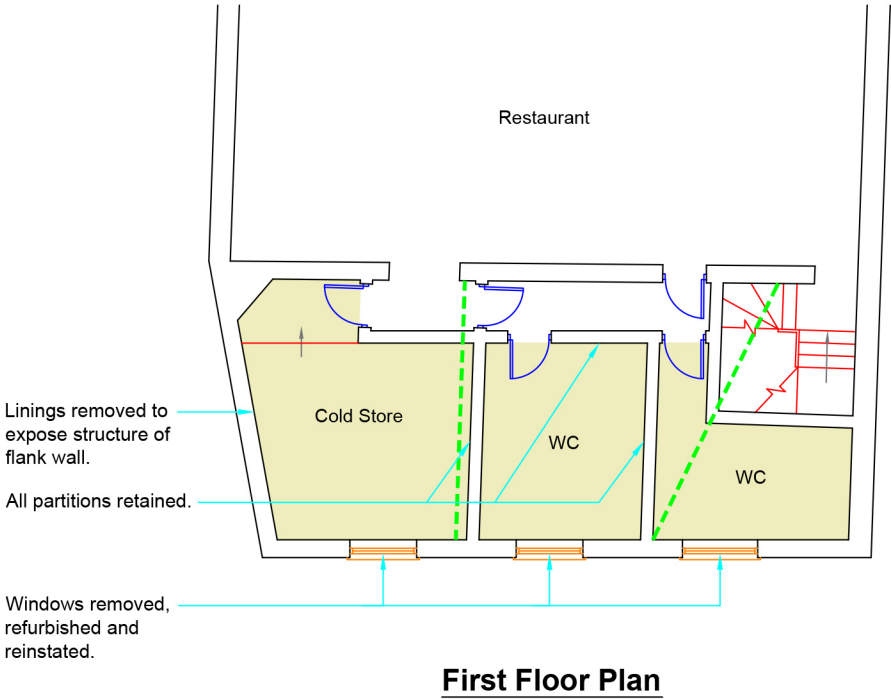 Restaurant
Linings removed to
expose structure of
flank wall.
Cold Store
WC
WC
All partitions retained.
Windows removed,
refurbished and
reinstated.
First Floor Plan